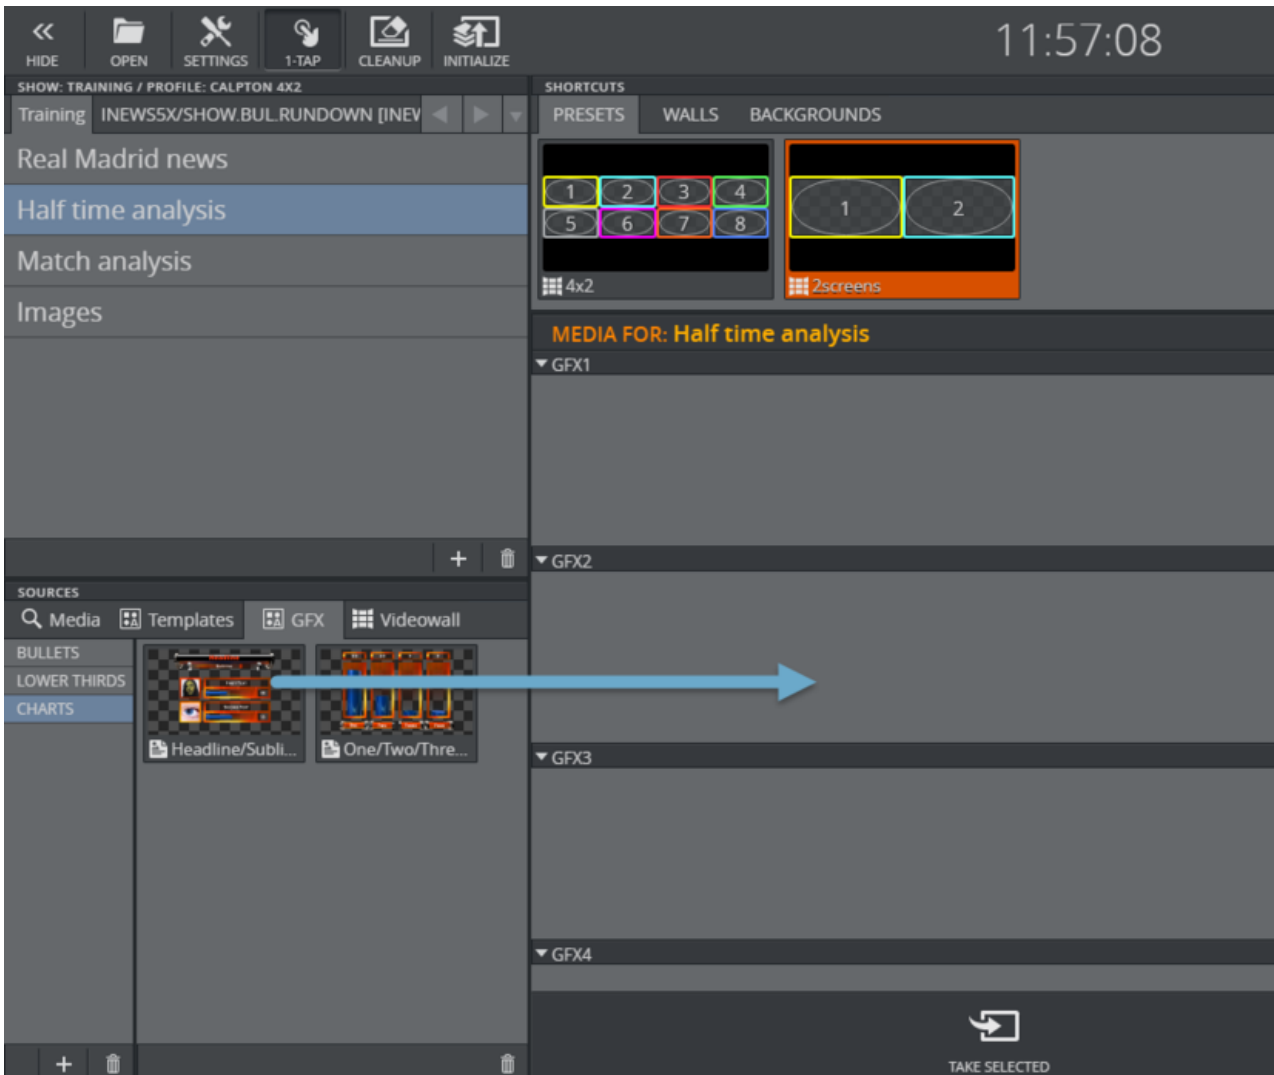 HIDE
OPEN
SETTINGS
1-TAP
CLEANUP
INITIALIZE
11:57:08
SHOW: TRAINING / PROFILE: CALPTON 4X2
Training
INEWS5X/SHOW.BUL.RUNDOWN [INEV
Real Madrid news
Half time analysis
Match analysis
Images
SHORTCUTS
PRESETS
WALLS
BACKGROUNDS
1 2 3 4
5 6 7 8
4x2
1 2
2screens
MEDIA FOR: Half time analysis
GFX1
GFX2
GFX3
GFX4
SOURCES
Media
Templates
GFX
Videowall
BULLETS
LOWER THIRDS
CHARTS
Headline/Subli...
One/Two/Thre...
TAKE SELECTED